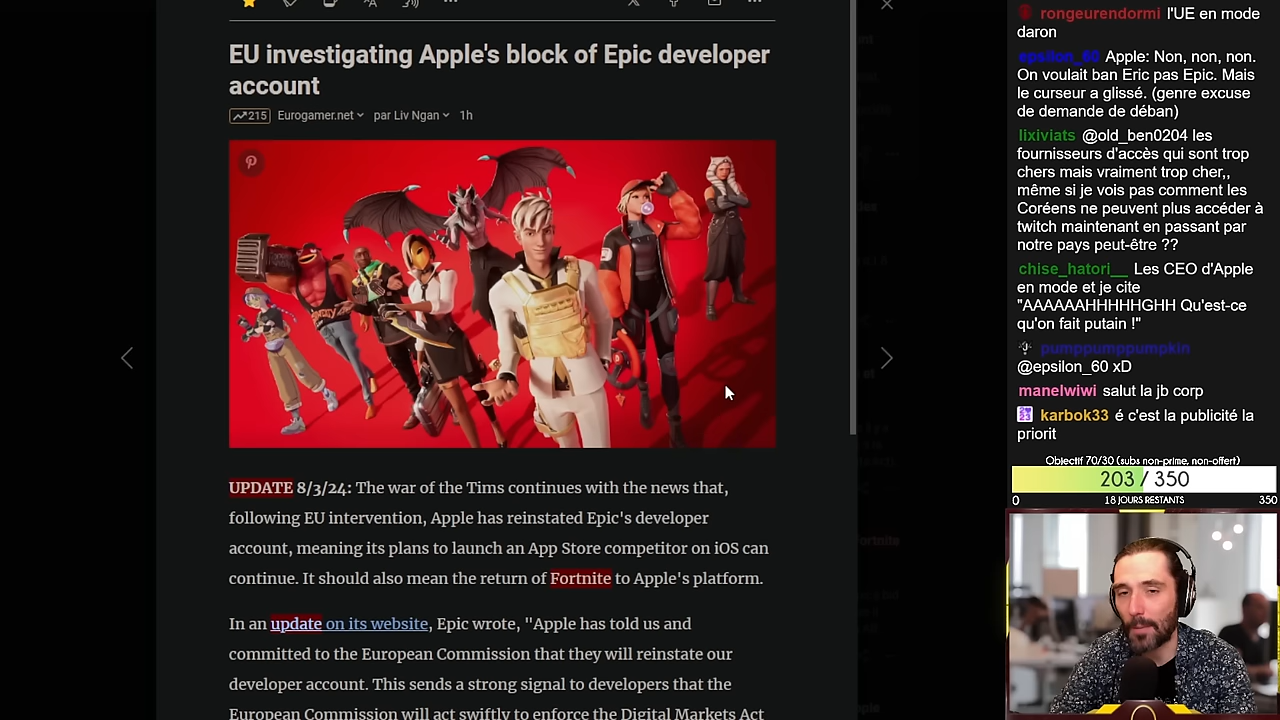 EU investigating Apple's block of Epic developer
account
215 Eurogamer.net par Liv Ngan 1h
UPDATE 8/3/24: The war of the Tims continues with the news that,
following EU intervention, Apple has reinstated Epic's developer
account, meaning its plans to launch an App Store competitor on iOS can
continue. It should also mean the return of Fortnite to Apple's platform.
In an update on its website, Epic wrote, "Apple has told us and
committed to the European Commission that they will reinstate our
developer account. This sends a strong signal to developers that the
European Commission will act swiftly to enforce the Digital Markets Act
rongeurendormi l'UE en mode
daron
epsilon_60 Apple: Non, non, non.
On voulait ban Eric pas Epic. Mais
le curseur a glissé. (genre excuse
de demande de déban)
lixiviats @old_ben0204 les
fournisseurs d'accès qui sont trop
chers mais vraiment trop cher,,
même si je vois pas comment les
Coréens ne peuvent plus accéder à
twitch maintenant en passant par
notre pays peut-être ??
chise_hatori__ Les CEO d'Apple
en mode et je cite
"AAAAAAHHHHHGHH Qu'est-ce
qu'on fait putain !"
pumppumppumpkin
@epsilon_60 xD
manelwiwi salut la jb corp
karbok33 é c'est la publicité la
priorit
Objectif 70/30 (subs non-prime, non-offert)
203 / 350
0 18 JOURS RESTANTS 350